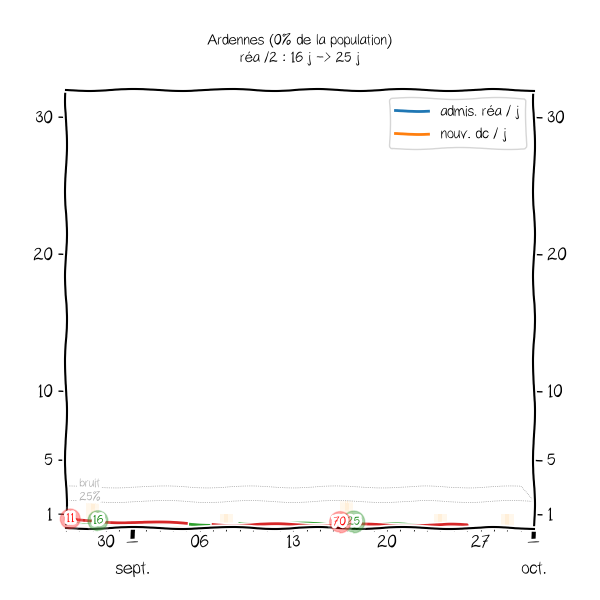 Ardennes (0% de la population)
réa /2 : 16 j -> 25 j
admis. réa / j
nouv. dc / j
30 30
20 20
10 10
5 5
bruit
25%
1 1
11 16 70 25
30 06 13 20 27
sept. oct.